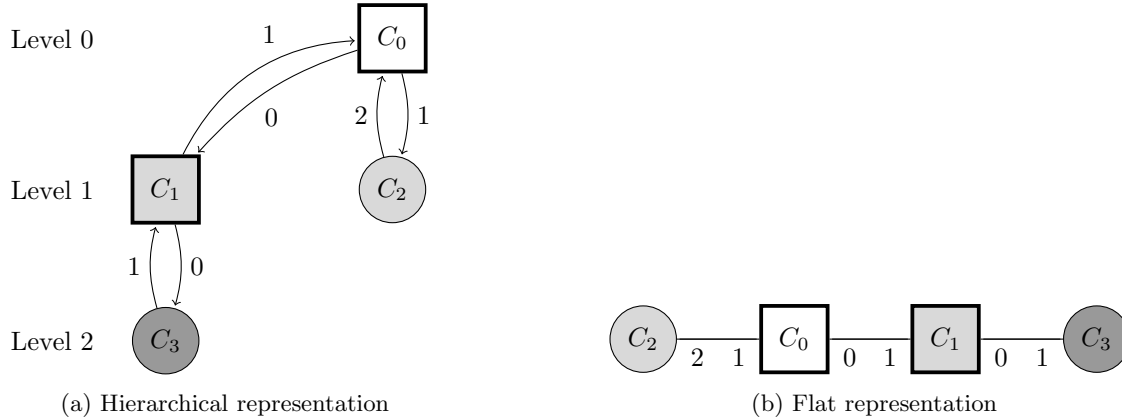 Level 0
1
C₀
0
2
1
Level 1
C₁
C₂
1
0
Level 2
C₃
C₂
2
1
C₀
0
1
C₁
0
1
C₃
(a) Hierarchical representation
(b) Flat representation